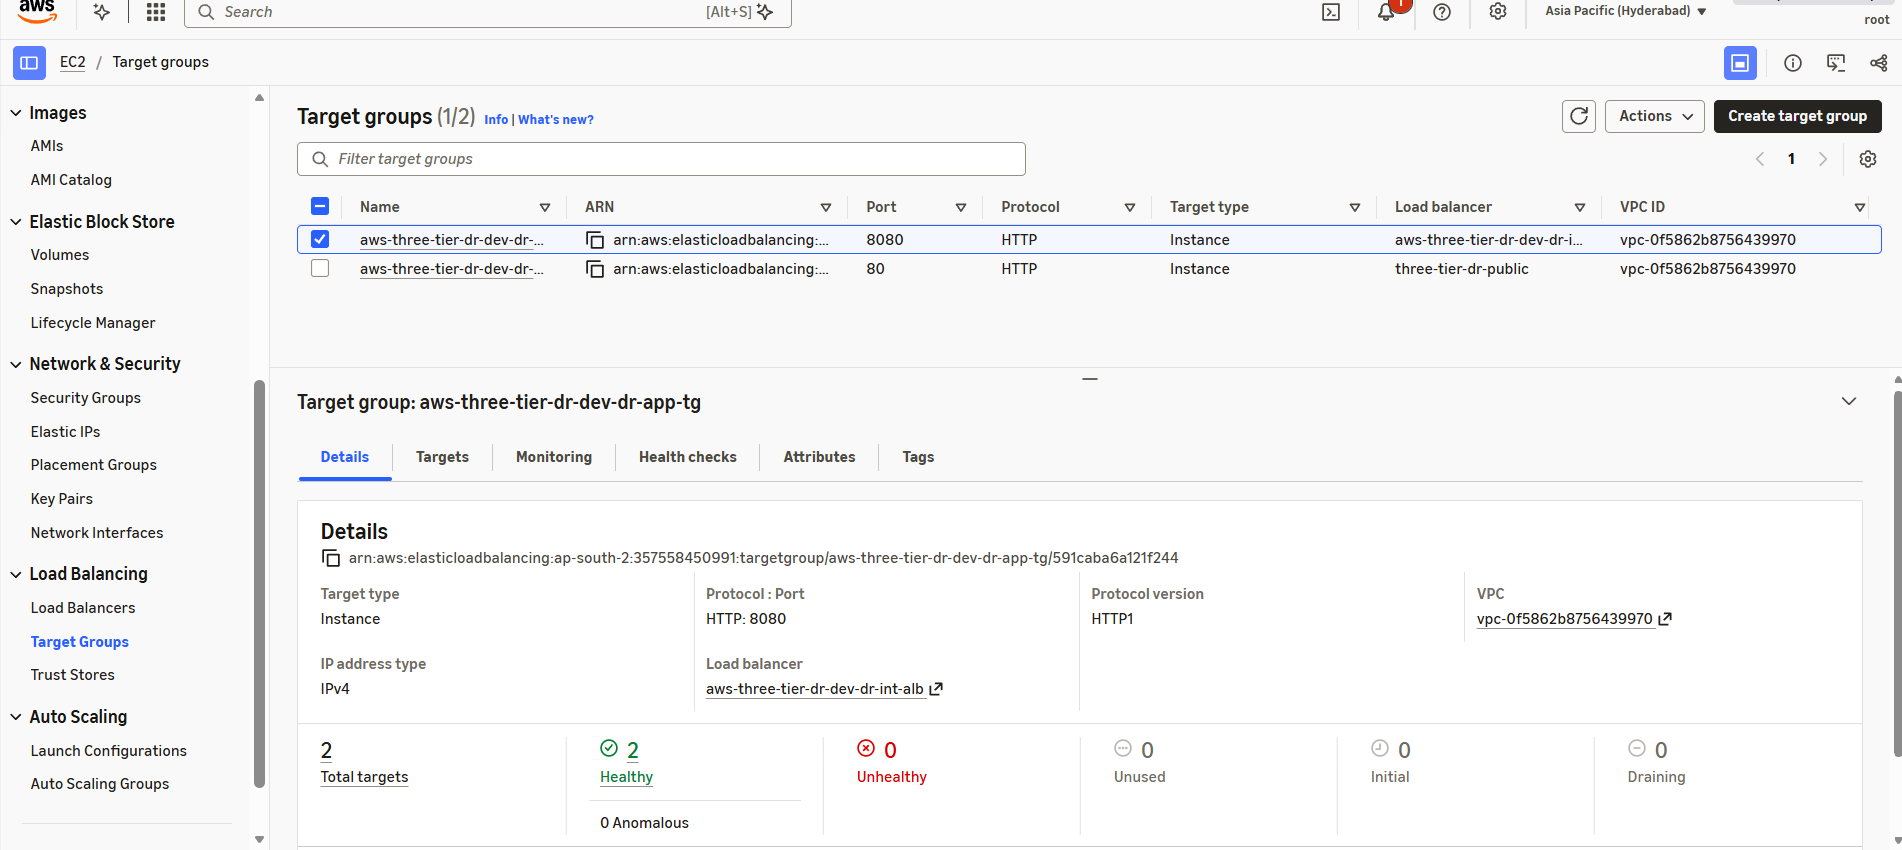 aws
Search
[Alt+S]
1
Asia Pacific (Hyderabad)
root
EC2 / Target groups
Images
AMIs
AMI Catalog
Elastic Block Store
Volumes
Snapshots
Lifecycle Manager
Network & Security
Security Groups
Elastic IPs
Placement Groups
Key Pairs
Network Interfaces
Load Balancing
Load Balancers
Target Groups
Trust Stores
Auto Scaling
Launch Configurations
Auto Scaling Groups
Target groups (1/2) Info | What's new?
Actions
Create target group
Filter target groups
1
Name ARN Port Protocol Target type Load balancer VPC ID
aws-three-tier-dr-dev-dr-... arn:aws:elasticloadbalancing:... 8080 HTTP Instance aws-three-tier-dr-dev-dr-i... vpc-0f5862b8756439970
aws-three-tier-dr-dev-dr-... arn:aws:elasticloadbalancing:... 80 HTTP Instance three-tier-dr-public vpc-0f5862b8756439970
Target group: aws-three-tier-dr-dev-dr-app-tg
Details Targets Monitoring Health checks Attributes Tags
Details
arn:aws:elasticloadbalancing:ap-south-2:357558450991:targetgroup/aws-three-tier-dr-dev-dr-app-tg/591caba6a121f244
Target type Protocol : Port Protocol version VPC
Instance HTTP: 8080 HTTP1 vpc-0f5862b8756439970
IP address type Load balancer
IPv4 aws-three-tier-dr-dev-dr-int-alb
2 2 0 0 0 0
Total targets Healthy Unhealthy Unused Initial Draining
0 Anomalous